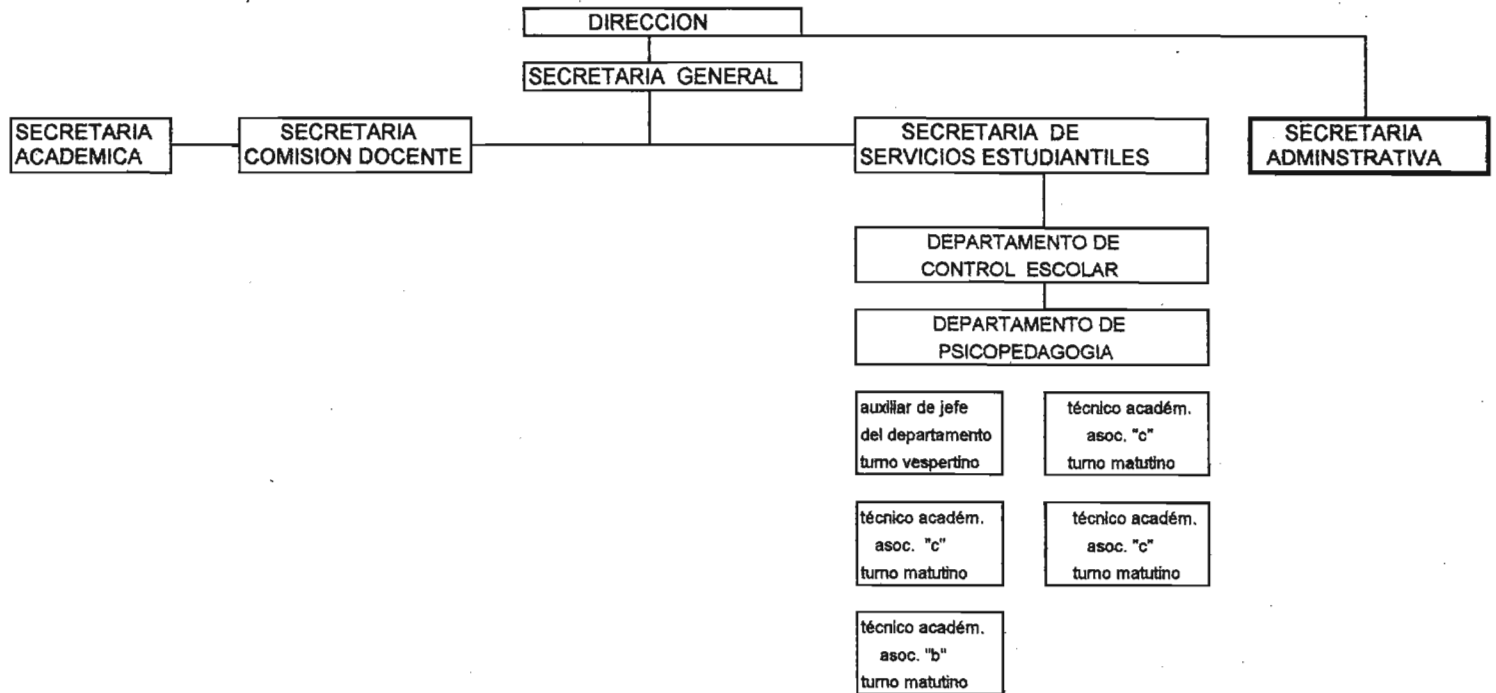 DIRECCION
SECRETARIA GENERAL
SECRETARIA
ACADEMICA
SECRETARIA
COMISION DOCENTE
SECRETARIA DE
SERVICIOS ESTUDIANTILES
SECRETARIA
ADMINSTRATIVA
DEPARTAMENTO DE
CONTROL ESCOLAR
DEPARTAMENTO DE
PSICOPEDAGOGIA
auxiliar de jefe
del departamento
turno vespertino
técnico académ.
asoc. "c"
turno matutino
técnico académ.
asoc. "c"
turno matutino
técnico académ.
asoc. "c"
turno matutino
técnico académ.
asoc. "b"
turno matutino